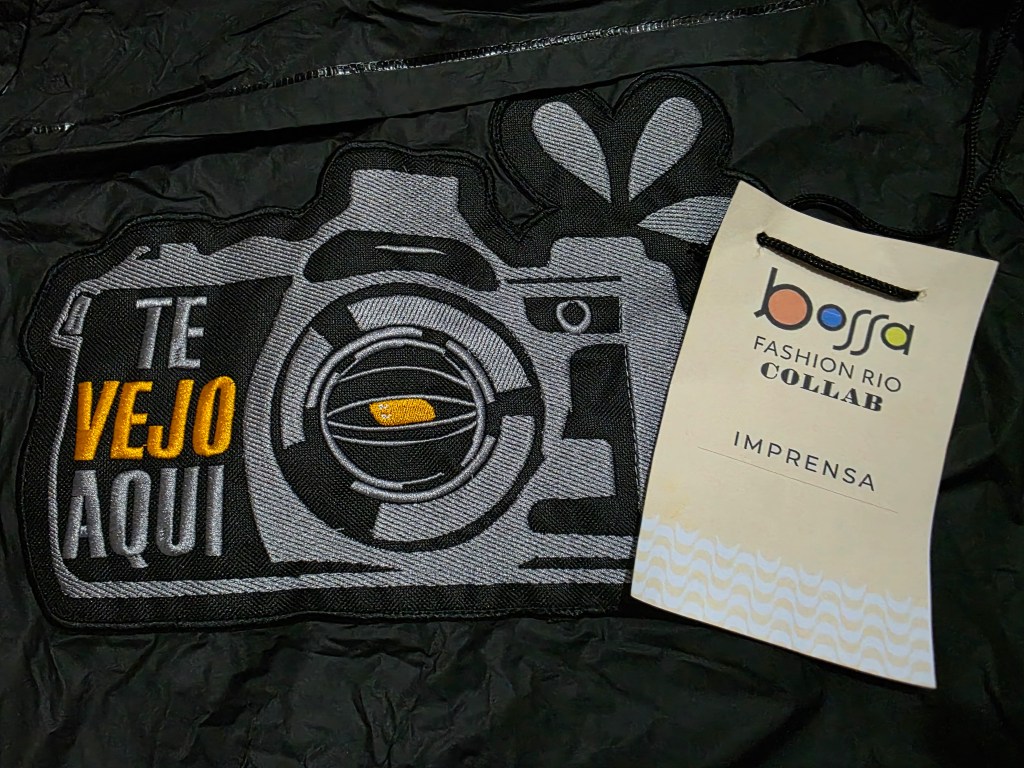 TE
VEJO
AQUI
bossa
FASHION RIO
COLLAB
IMPRENSA